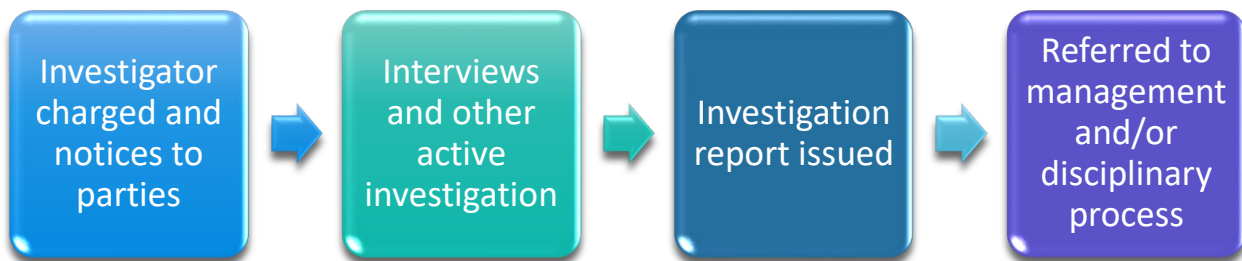 Investigator
charged and
notices to
parties
Interviews
and other
active
investigation
Investigation
report issued
Referred to
management
and/or
disciplinary
process